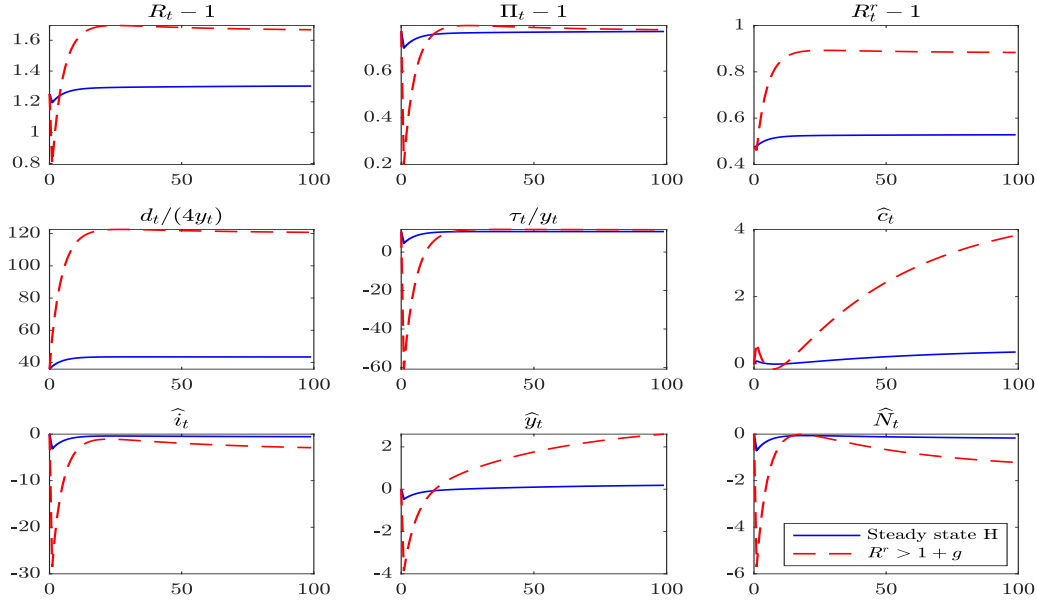 R_t − 1 Π_t − 1 R_t^r − 1
1.6 1.4 1.2 1 0.8 0.6 0.4 0.2 1 0.8 0.6 0.4
0 50 100 0 50 100 0 50 100
d_t/(4y_t) τ_t/y_t ĉ_t
120 100 80 60 40 0 -20 -40 -60 4 2 0
0 50 100 0 50 100 0 50 100
î_t ŷ_t N̂_t
0 -10 -20 -30 2 0 -2 -4 0 -2 -4 -6
Steady state H
R^r > 1 + g
0 50 100 0 50 100 0 50 100